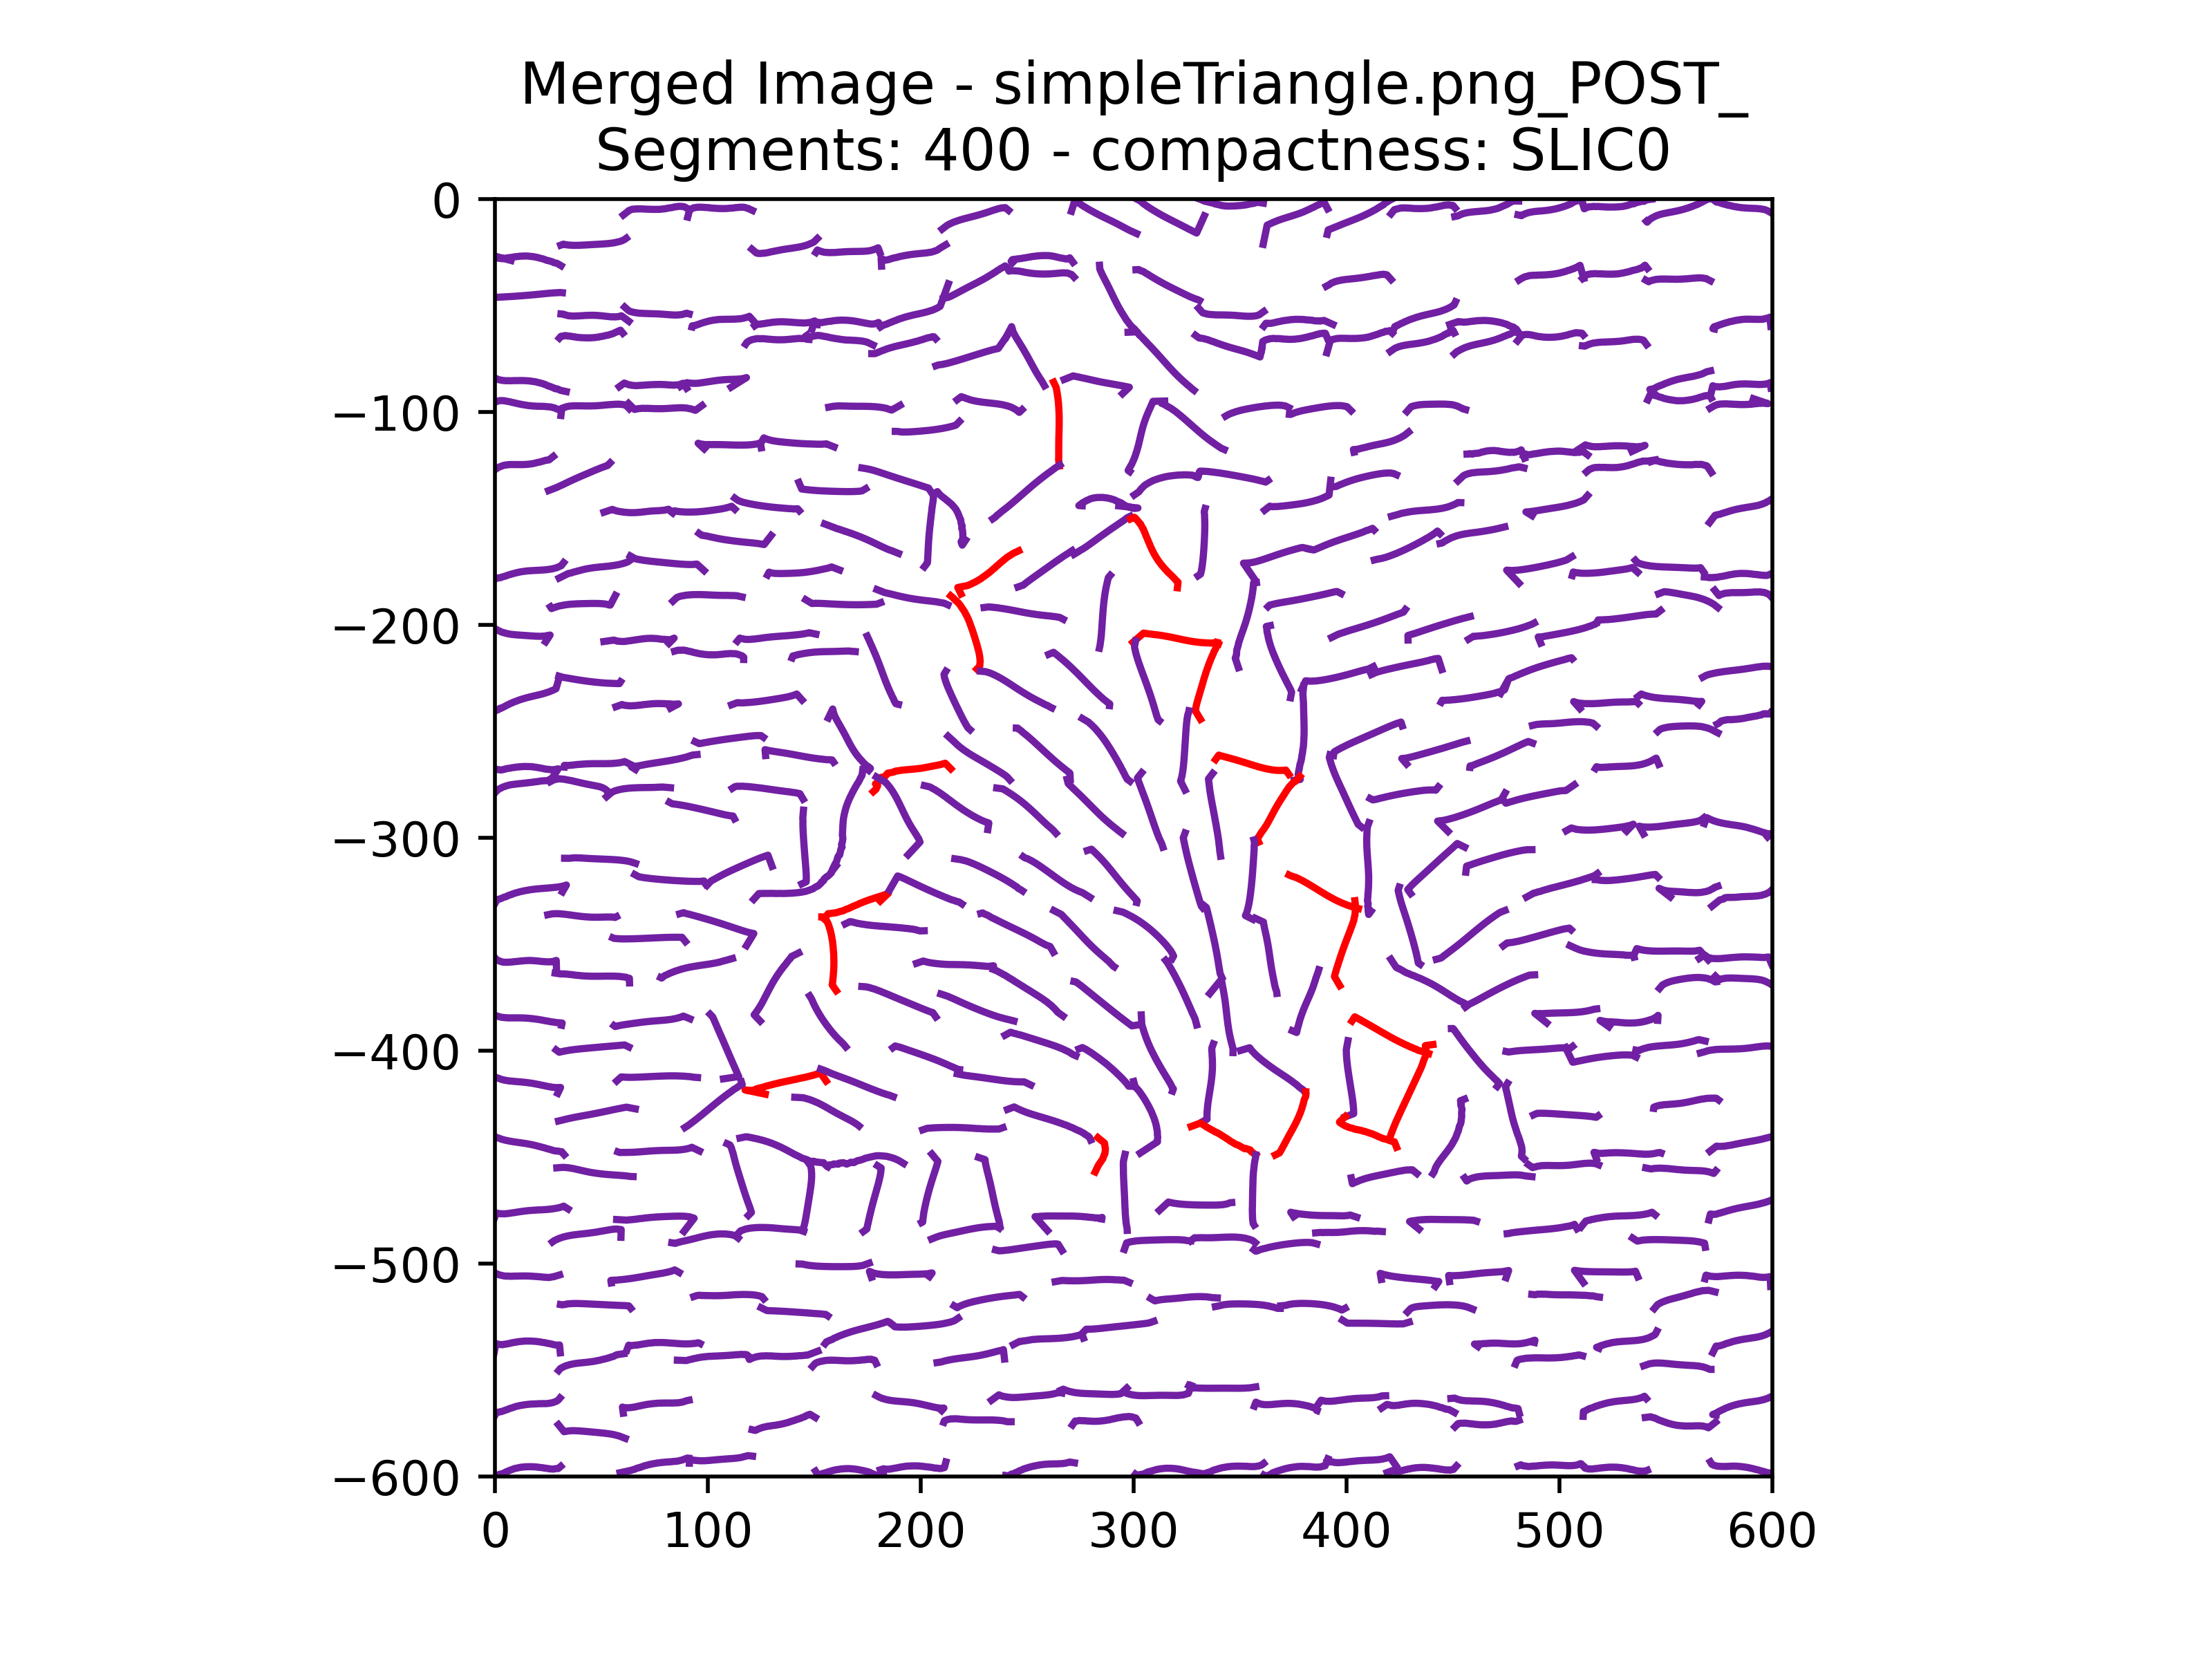 Merged Image - simpleTriangle.png_POST_
Segments: 400 - compactness: SLIC0
0
−100
−200
−300
−400
−500
−600
0 100 200 300 400 500 600